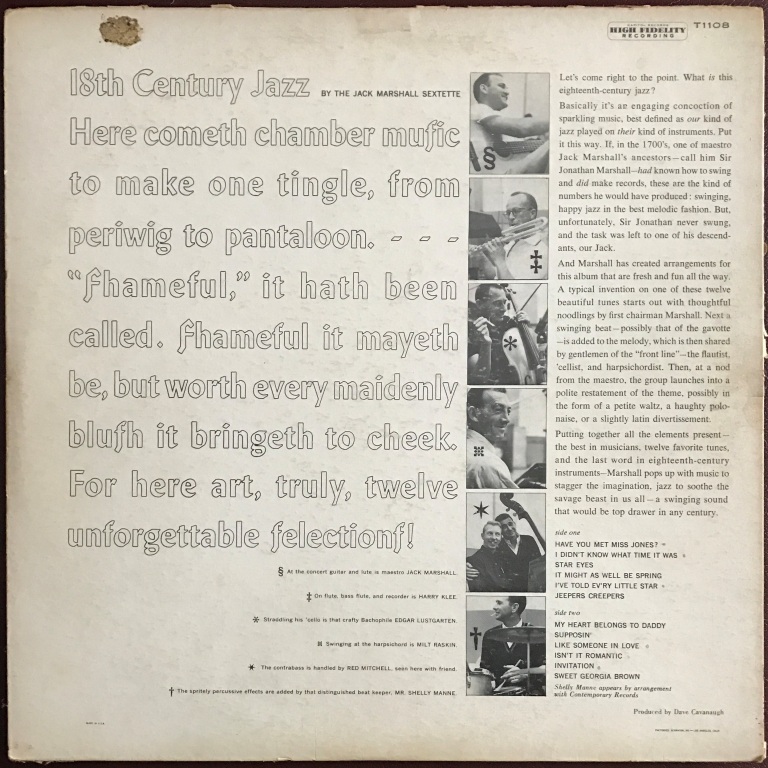 CAPITOL RECORDS
HIGH FIDELITY
RECORDING
T1108
18th Century Jazz BY THE JACK MARSHALL SEXTETTE
Here cometh chamber mufic
to make one tingle, from
periwig to pantaloon. - - -
“fhameful,” it hath been
called. fhameful it mayeth
be, but worth every maidenly
blufh it bringeth to cheek.
For here art, truly, twelve
unforgettable felectionf!
§ At the concert guitar and lute is maestro JACK MARSHALL.
‡ On flute, bass flute, and recorder is HARRY KLEE.
* Straddling his 'cello is that crafty Bachophile EDGAR LUSTGARTEN.
※ Swinging at the harpsichord is MILT RASKIN.
★ The contrabass is handled by RED MITCHELL, seen here with friend.
† The spritely percussive effects are added by that distinguished beat keeper, MR. SHELLY MANNE.
§
‡
*
※
★
†
Let's come right to the point. What is this
eighteenth-century jazz?
Basically it's an engaging concoction of
sparkling music, best defined as our kind of
jazz played on their kind of instruments. Put
it this way. If, in the 1700's, one of maestro
Jack Marshall's ancestors—call him Sir
Jonathan Marshall—had known how to swing
and did make records, these are the kind of
numbers he would have produced: swinging,
happy jazz in the best melodic fashion. But,
unfortunately, Sir Jonathan never swung,
and the task was left to one of his descend-
ants, our Jack.
And Marshall has created arrangements for
this album that are fresh and fun all the way.
A typical invention on one of these twelve
beautiful tunes starts out with thoughtful
noodlings by first chairman Marshall. Next a
swinging beat—possibly that of the gavotte
—is added to the melody, which is then shared
by gentlemen of the “front line”—the flautist,
'cellist, and harpsichordist. Then, at a nod
from the maestro, the group launches into a
polite restatement of the theme, possibly in
the form of a petite waltz, a haughty polo-
naise, or a slightly latin divertissement.
Putting together all the elements present—
the best in musicians, twelve favorite tunes,
and the last word in eighteenth-century
instruments—Marshall pops up with music to
stagger the imagination, jazz to soothe the
savage beast in us all—a swinging sound
that would be top drawer in any century.
side one
HAVE YOU MET MISS JONES?
I DIDN'T KNOW WHAT TIME IT WAS
STAR EYES
IT MIGHT AS WELL BE SPRING
I'VE TOLD EV'RY LITTLE STAR
JEEPERS CREEPERS
side two
MY HEART BELONGS TO DADDY
SUPPOSIN'
LIKE SOMEONE IN LOVE
ISN'T IT ROMANTIC
INVITATION
SWEET GEORGIA BROWN
Shelly Manne appears by arrangement
with Contemporary Records
Produced by Dave Cavanaugh